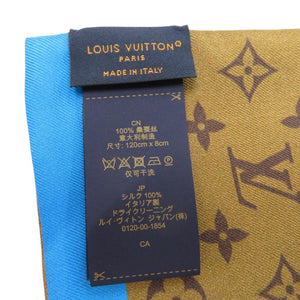 LOUIS VUITTON®
PARIS
MADE IN ITALY
CN
100% 桑蚕丝
意大利制造
尺寸: 120cm x 8cm
仅可干洗
JP
シルク 100%
イタリア製
ドライクリーニング
ルイ・ヴィトン ジャパン(株)
0120-00-1854
CA
LV